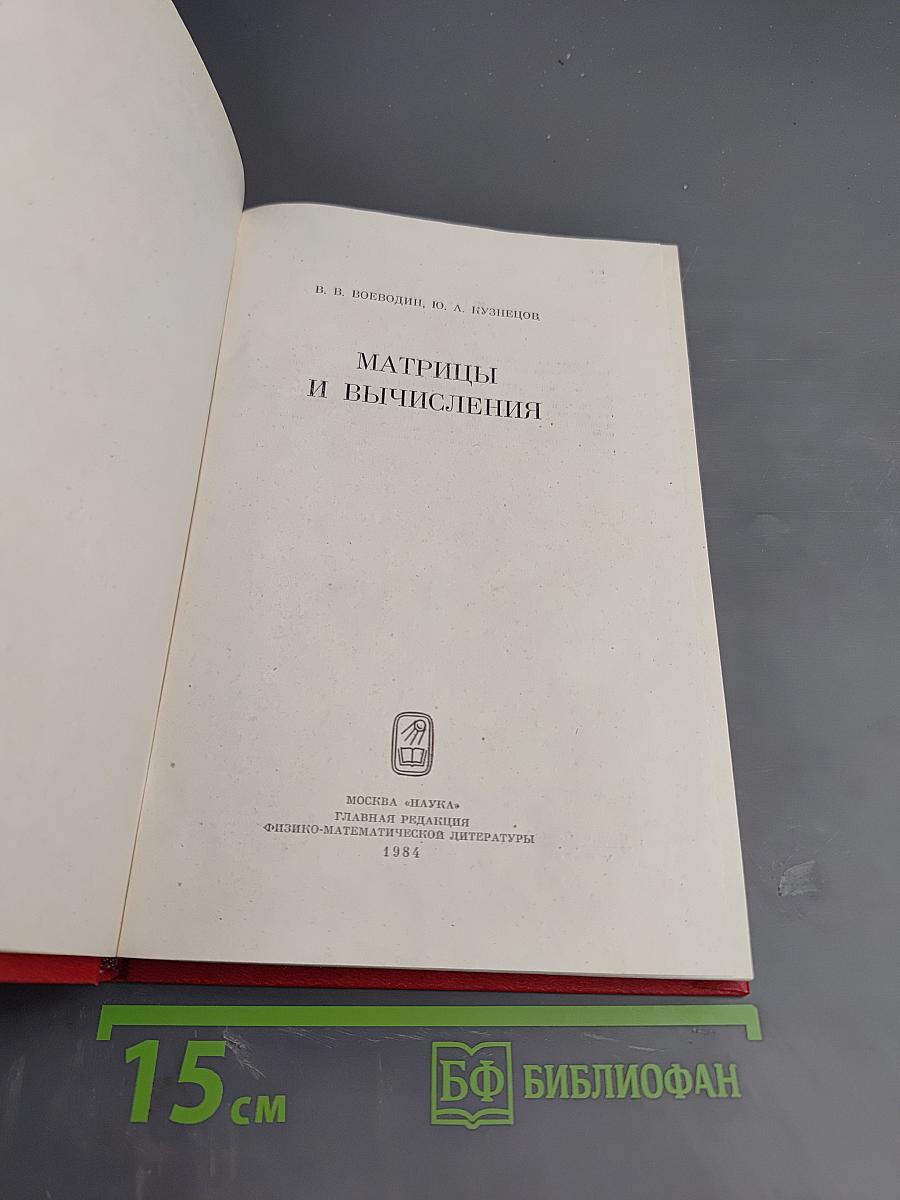 В. В. ВОЕВОДИН, Ю. А. КУЗНЕЦОВ
МАТРИЦЫ
И ВЫЧИСЛЕНИЯ
МОСКВА «НАУКА»
ГЛАВНАЯ РЕДАКЦИЯ
ФИЗИКО-МАТЕМАТИЧЕСКОЙ ЛИТЕРАТУРЫ
1984
15 см
БФ БИБЛИОФАН